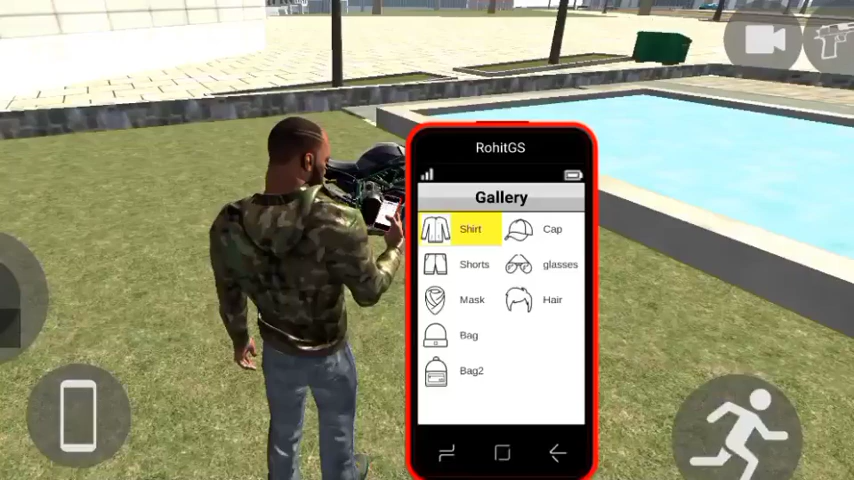 RohitGS
Gallery
Shirt
Cap
Shorts
glasses
Mask
Hair
Bag
Bag2